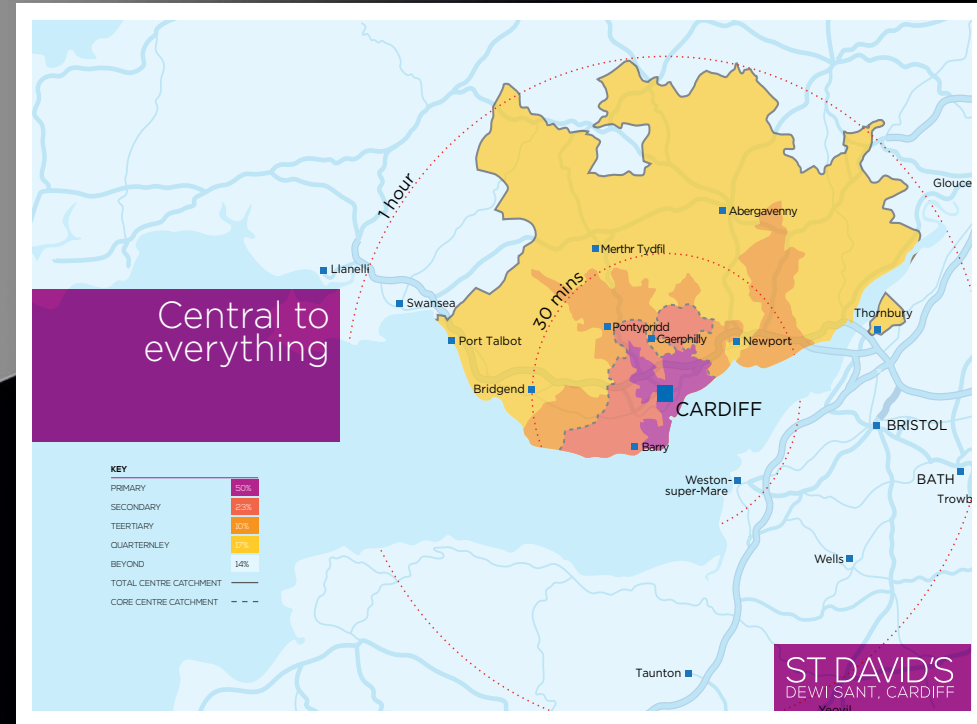 1 hour
Glouce
Abergavenny
Merthr Tydfil
Llanelli
30 mins
Swansea
Thornbury
Central to
everything
Pontypridd
Caerphilly
Port Talbot
Newport
Bridgend
CARDIFF
BRISTOL
Barry
KEY
PRIMARY 50%
SECONDARY 23%
TEERTIARY 10%
QUARTERNLEY 17%
BEYOND 14%
TOTAL CENTRE CATCHMENT
CORE CENTRE CATCHMENT
Weston-
super-Mare
BATH
Trowb
Wells
Taunton
ST DAVID'S
DEWI SANT, CARDIFF
Yeovil